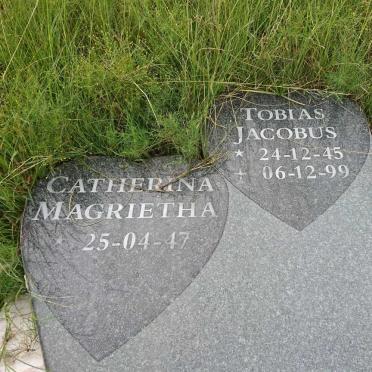 Catherina
Magrietha
* 25-04-47
Tobias
Jacobus
* 24-12-45
+ 06-12-99